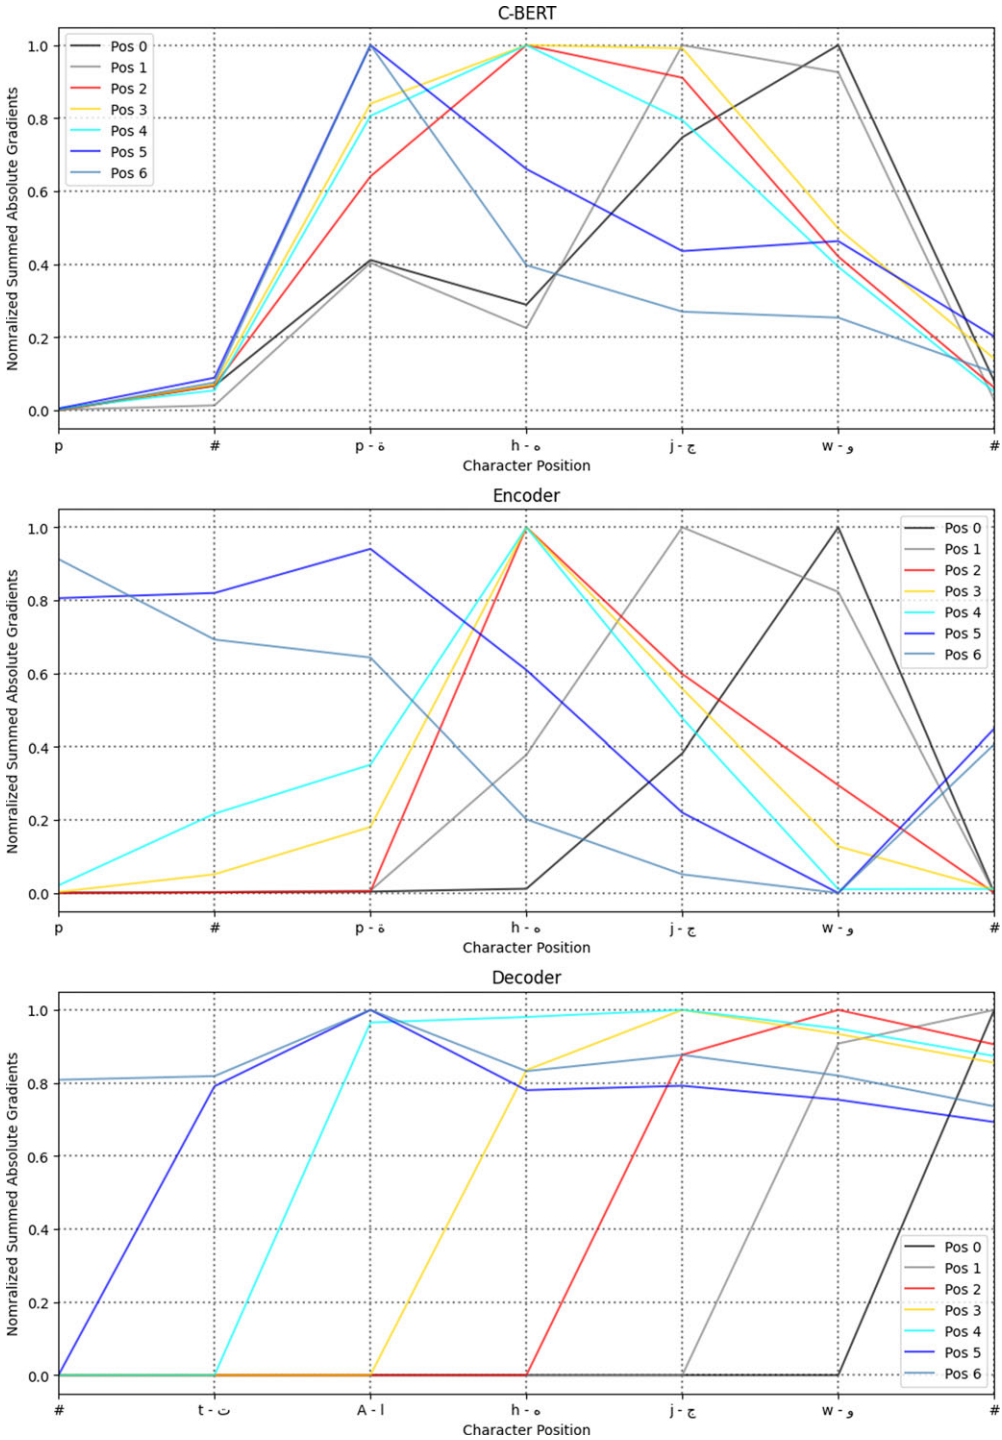 C-BERT
Nomralized Summed Absolute Gradients
1.0
0.8
0.6
0.4
0.2
0.0
Pos 0
Pos 1
Pos 2
Pos 3
Pos 4
Pos 5
Pos 6
p # p - ة h - ه j - ج w - و #
Character Position
Encoder
Nomralized Summed Absolute Gradients
1.0
0.8
0.6
0.4
0.2
0.0
Pos 0
Pos 1
Pos 2
Pos 3
Pos 4
Pos 5
Pos 6
p # p - ة h - ه j - ج w - و #
Character Position
Decoder
Nomralized Summed Absolute Gradients
1.0
0.8
0.6
0.4
0.2
0.0
Pos 0
Pos 1
Pos 2
Pos 3
Pos 4
Pos 5
Pos 6
# t - ت A - ا h - ه j - ج w - و #
Character Position